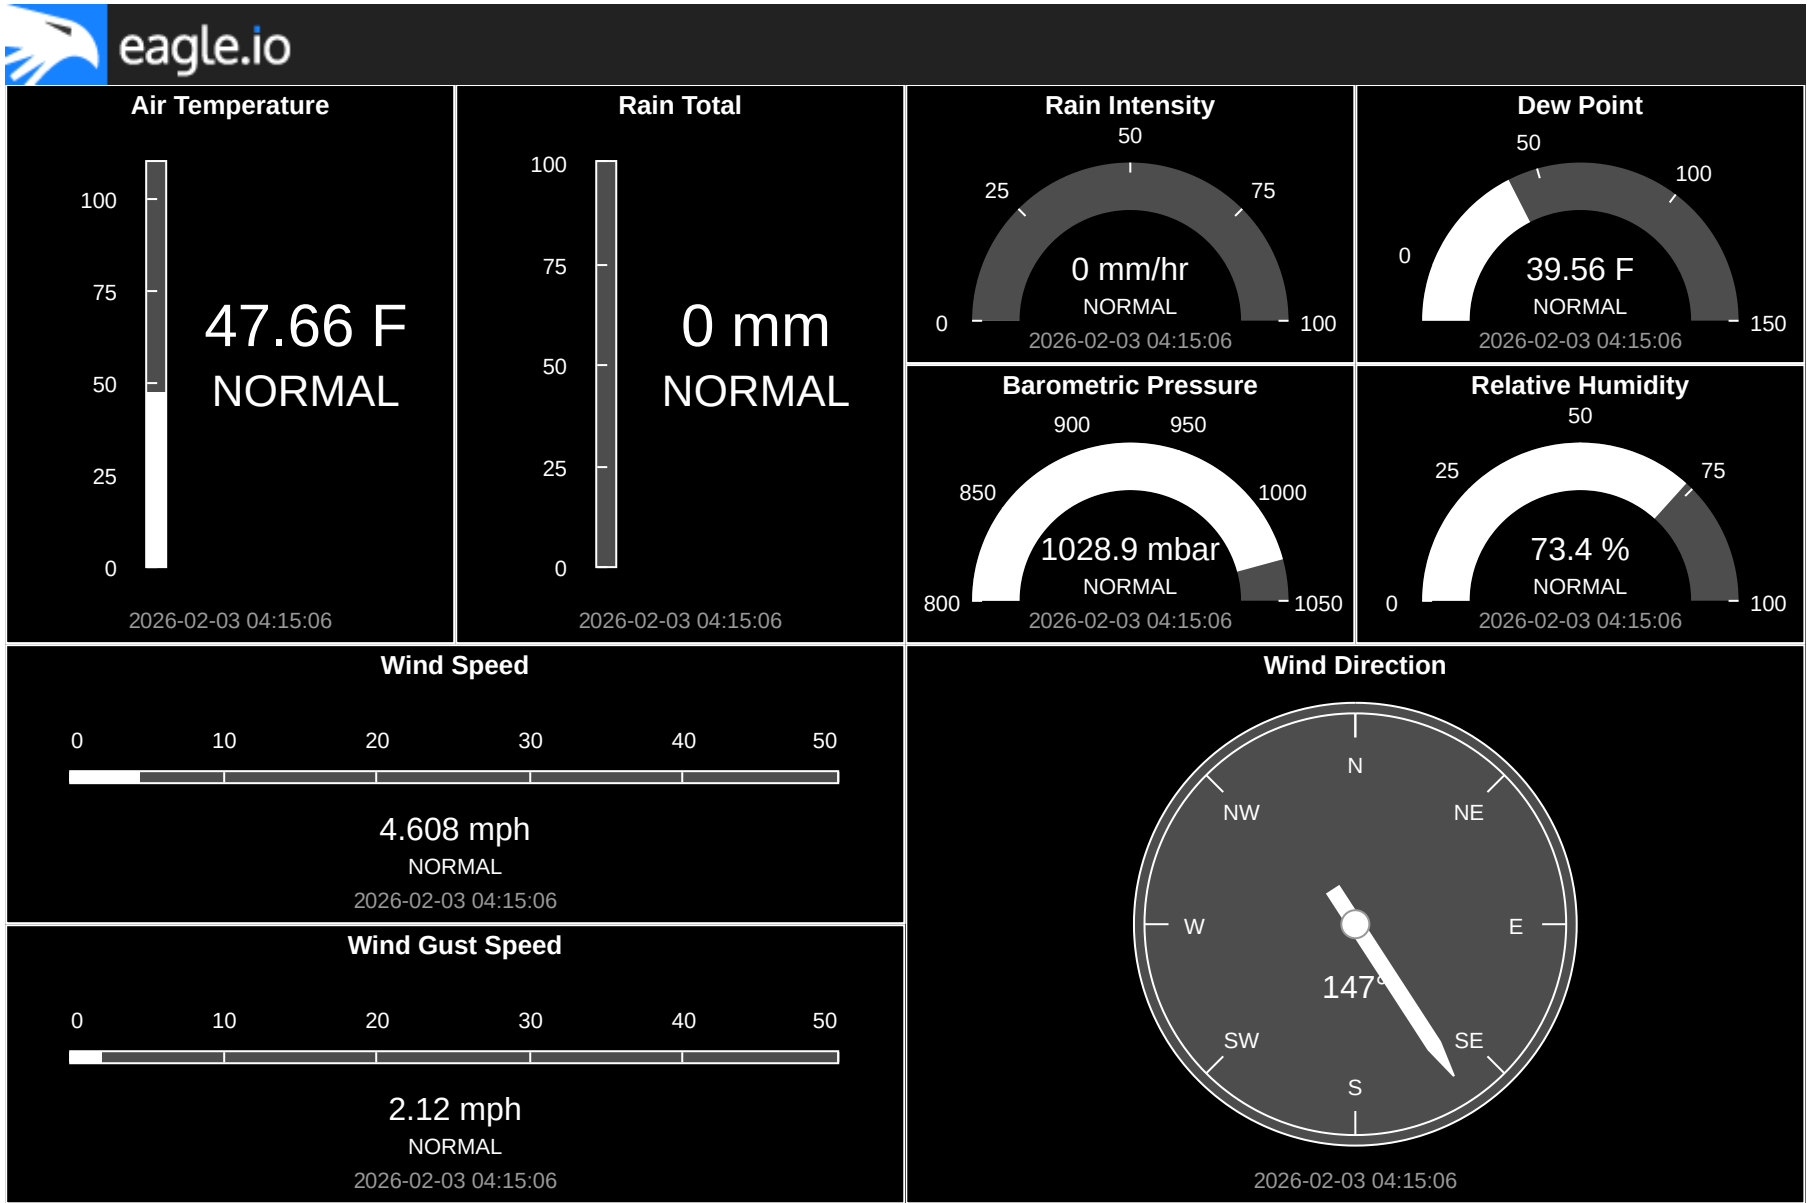 eagle.io
Air Temperature
100
75
50
25
0
47.66 F
NORMAL
2026-02-03 04:15:06
Rain Total
100
75
50
25
0
0 mm
NORMAL
2026-02-03 04:15:06
Rain Intensity
50
25
75
0
100
0 mm/hr
NORMAL
2026-02-03 04:15:06
Dew Point
50
100
0
150
39.56 F
NORMAL
2026-02-03 04:15:06
Barometric Pressure
900
950
850
1000
800
1050
1028.9 mbar
NORMAL
2026-02-03 04:15:06
Relative Humidity
50
25
75
0
100
73.4 %
NORMAL
2026-02-03 04:15:06
Wind Speed
0 10 20 30 40 50
4.608 mph
NORMAL
2026-02-03 04:15:06
Wind Gust Speed
0 10 20 30 40 50
2.12 mph
NORMAL
2026-02-03 04:15:06
Wind Direction
N
NW NE
W E
147°
SW SE
S
2026-02-03 04:15:06